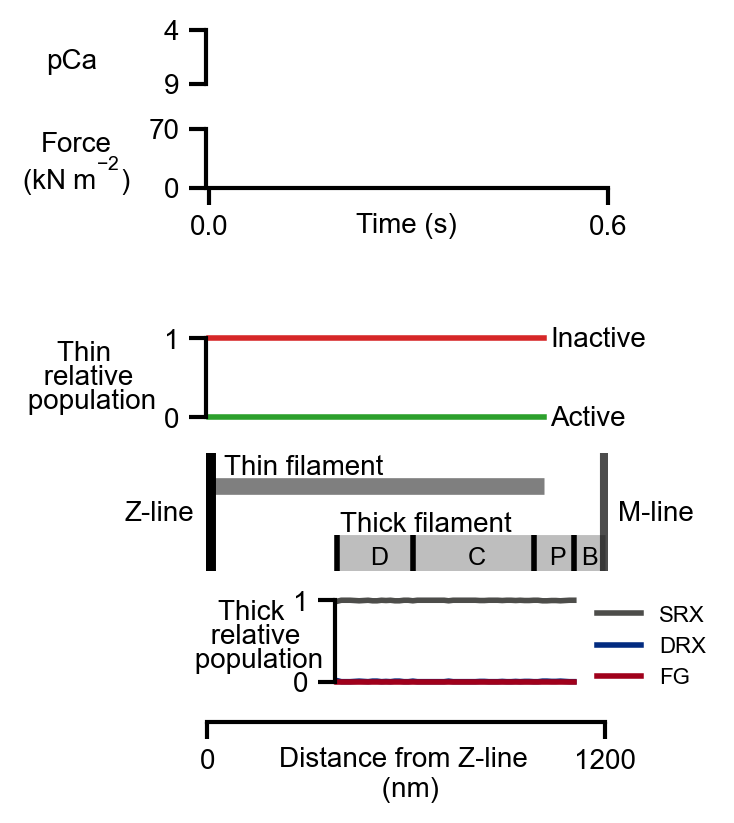 4
pCa
9
70
Force
(kN m⁻²)
0
0.0
Time (s)
0.6
1
Inactive
Thin
relative
population
0
Active
Thin filament
Z-line
M-line
Thick filament
D
C
P
B
Thick
relative
population
1
0
SRX
DRX
FG
0
Distance from Z-line
(nm)
1200